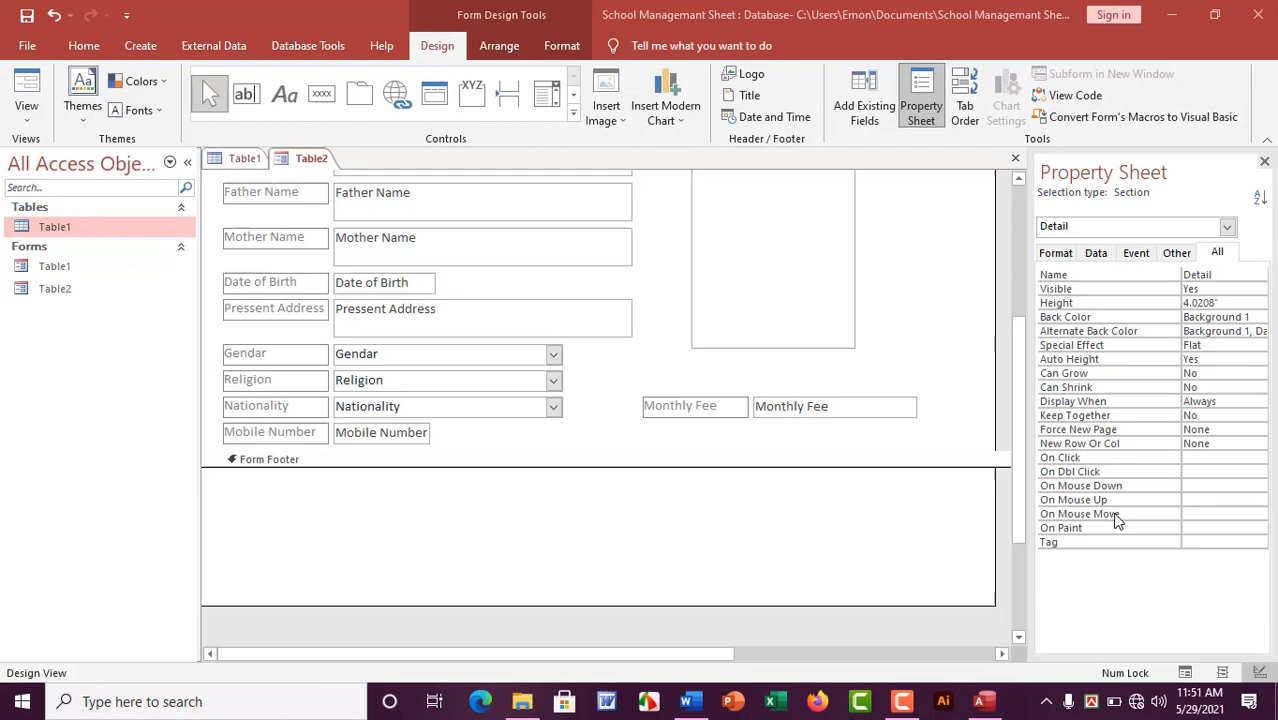 Form Design Tools
School Managemant Sheet : Database- C:\Users\Emon\Documents\School Managemant Shee...
Sign in
File
Home
Create
External Data
Database Tools
Help
Design
Arrange
Format
Tell me what you want to do
View
Views
Themes
Colors
Fonts
Themes
ab
Aa
xxxx
XYZ
Controls
Insert Image
Insert Modern Chart
Logo
Title
Date and Time
Header / Footer
Add Existing Fields
Property Sheet
Tab Order
Chart Settings
Subform in New Window
View Code
Convert Form's Macros to Visual Basic
Tools
All Access Obje...
Search...
Tables
Table1
Forms
Table1
Table2
Table1
Table2
Father Name Father Name
Mother Name Mother Name
Date of Birth Date of Birth
Pressent Address Pressent Address
Gendar Gendar
Religion Religion
Nationality Nationality Monthly Fee Monthly Fee
Mobile Number Mobile Number
Form Footer
Property Sheet
Selection type: Section
Detail
Format Data Event Other All
Name Detail
Visible Yes
Height 4.0208"
Back Color Background 1
Alternate Back Color Background 1, Da
Special Effect Flat
Auto Height Yes
Can Grow No
Can Shrink No
Display When Always
Keep Together No
Force New Page None
New Row Or Col None
On Click
On Dbl Click
On Mouse Down
On Mouse Up
On Mouse Move
On Paint
Tag
Design View
Num Lock
Type here to search
11:51 AM
5/29/2021